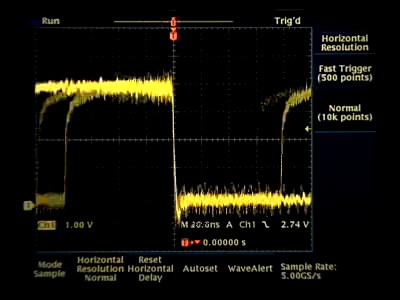 Run
Trig'd
Horizontal
Resolution
Fast Trigger
(500 points)
Normal
(10k points)
1
Ch1 1.00 V
A Ch1 2.74 V
0.00000 s
Mode
Sample
Horizontal
Resolution
Normal
Reset
Horizontal
Delay
Autoset
WaveAlert
Sample Rate:
5.00GS/s